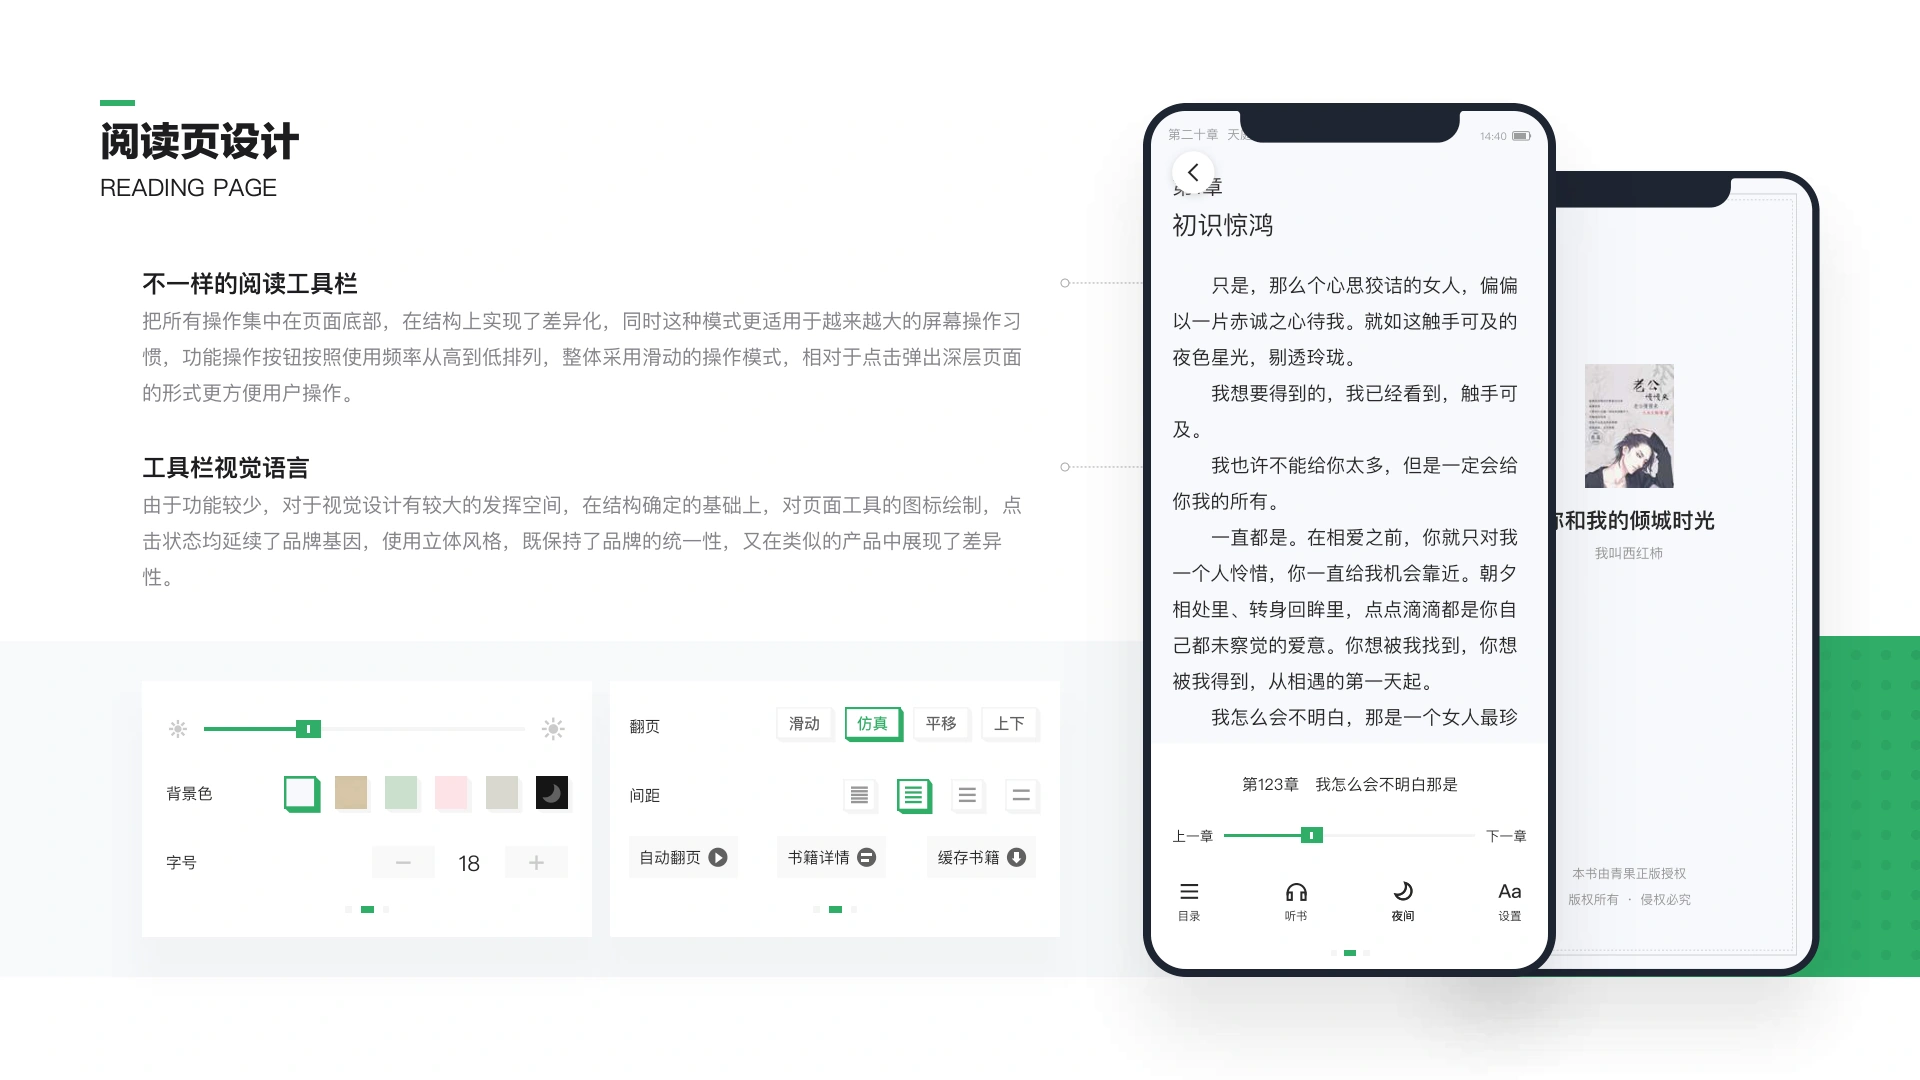 阅读页设计
READING PAGE
不一样的阅读工具栏
把所有操作集中在页面底部，在结构上实现了差异化，同时这种模式更适用于越来越大的屏幕操作习
惯，功能操作按钮按照使用频率从高到低排列，整体采用滑动的操作模式，相对于点击弹出深层页面
的形式更方便用户操作。
工具栏视觉语言
由于功能较少，对于视觉设计有较大的发挥空间，在结构确定的基础上，对页面工具的图标绘制，点
击状态均延续了品牌基因，使用立体风格，既保持了品牌的统一性，又在类似的产品中展现了差异
性。
背景色
字号
18
翻页
滑动
仿真
平移
上下
间距
自动翻页
书籍详情
缓存书籍
第二十章 天
14:40
章
初识惊鸿
只是，那么个心思狡诘的女人，偏偏
以一片赤诚之心待我。就如这触手可及的
夜色星光，剔透玲珑。
我想要得到的，我已经看到，触手可
及。
我也许不能给你太多，但是一定会给
你我的所有。
一直都是。在相爱之前，你就只对我
一个人怜惜，你一直给我机会靠近。朝夕
相处里、转身回眸里，点点滴滴都是你自
己都未察觉的爱意。你想被我找到，你想
被我得到，从相遇的第一天起。
我怎么会不明白，那是一个女人最珍
第123章 我怎么会不明白那是
上一章
下一章
目录
听书
夜间
Aa
设置
老公
慢慢来
你和我的倾城时光
我叫西红柿
本书由青果正版授权
版权所有 · 侵权必究